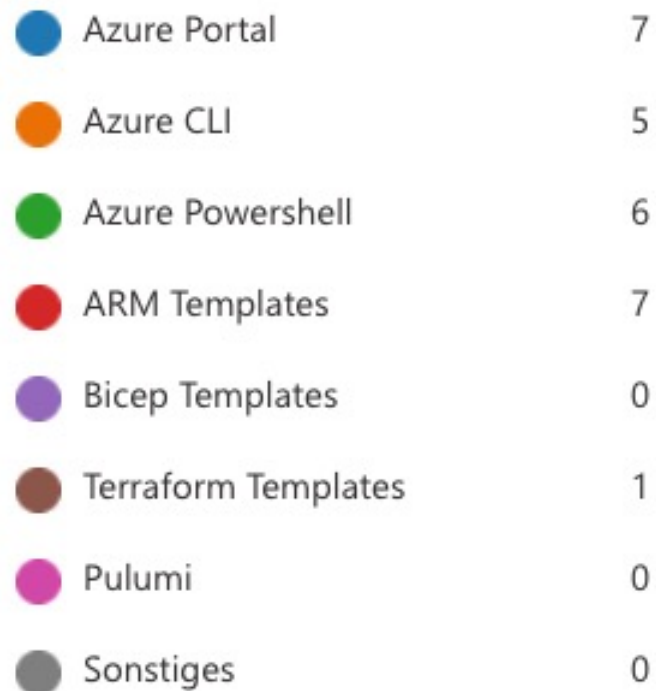 Azure Portal 7
Azure CLI 5
Azure Powershell 6
ARM Templates 7
Bicep Templates 0
Terraform Templates 1
Pulumi 0
Sonstiges 0